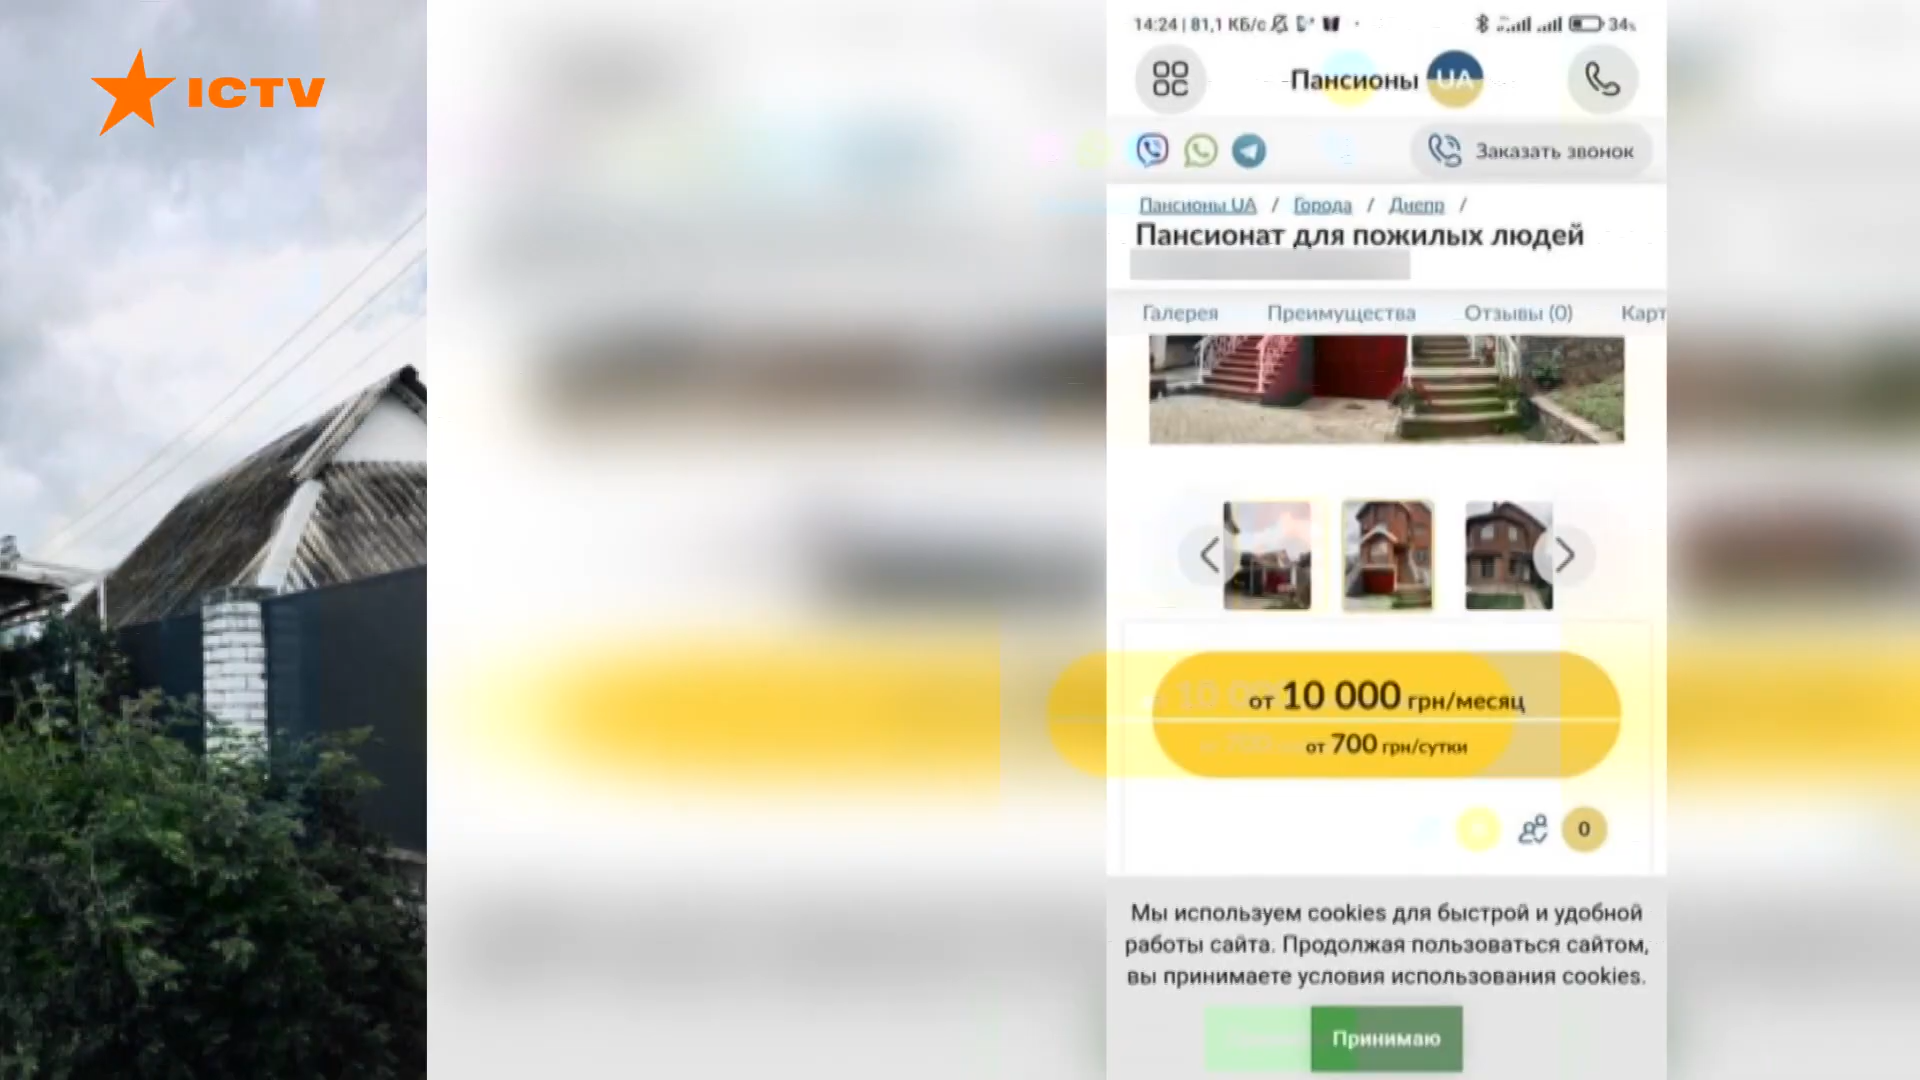 ICTV
14:24 | 81,1 КБ/с
34%
Пансионы UA
Заказать звонок
Пансионы UA / Города / Днепр /
Пансионат для пожилых людей
Галерея Преимущества Отзывы (0) Карт
от 10 000 грн/месяц
от 700 грн/сутки
0
Мы используем cookies для быстрой и удобной
работы сайта. Продолжая пользоваться сайтом,
вы принимаете условия использования cookies.
Принимаю